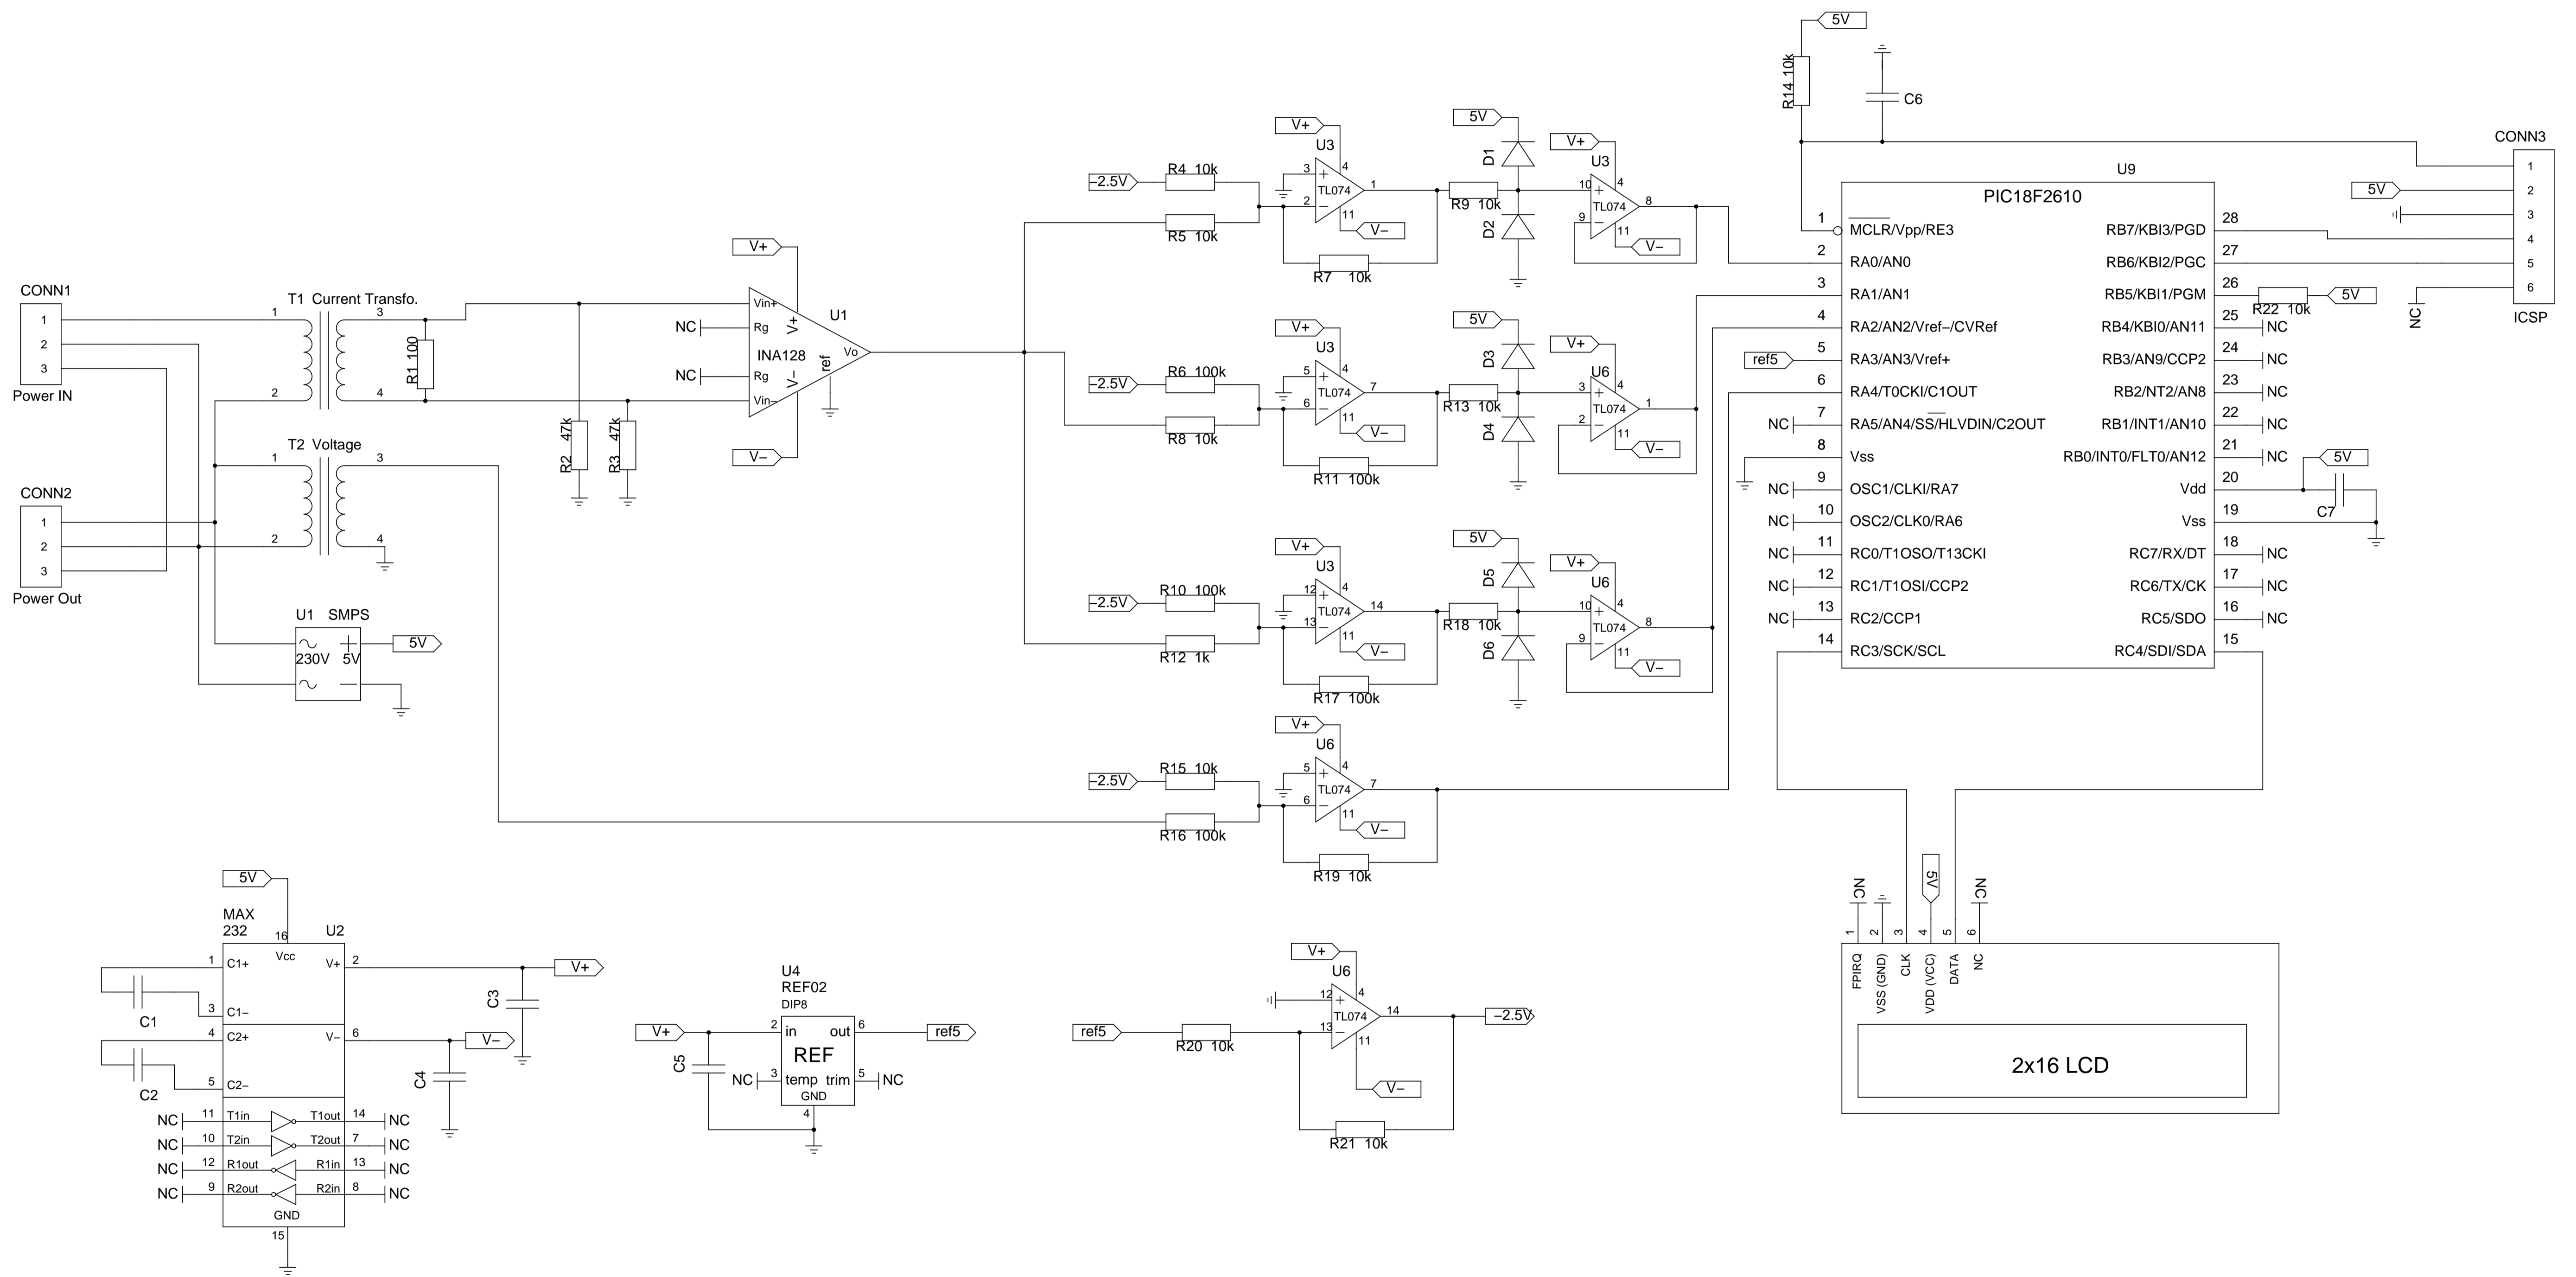 CONN1
1
2
3
Power IN
CONN2
1
2
3
Power Out
T1 Current Transfo.
1
2
3
4
R1 100
T2 Voltage
1
2
3
4
U1 SMPS
230V
5V
5V
R2 47k
R3 47k
V+
Vin+
NC Rg
INA128
NC Rg
Vin−
V+
V−
ref
Vo
U1
V−
−2.5V R4 10k
R5 10k
V+
U3
3
2
4
11
1
TL074
V−
R7 10k
R9 10k
5V
D1
D2
V+
U3
10
9
4
11
8
TL074
V−
−2.5V R6 100k
R8 10k
V+
U3
5
6
4
11
7
TL074
V−
R11 100k
R13 10k
5V
D3
D4
V+
U6
3
2
4
11
1
TL074
V−
−2.5V R10 100k
R12 1k
V+
U3
12
13
4
11
14
TL074
V−
R17 100k
R18 10k
5V
D5
D6
V+
U6
10
9
4
11
8
TL074
V−
−2.5V R15 10k
R16 100k
V+
U6
5
6
4
11
7
TL074
V−
R19 10k
5V
R14 10k
C6
U9
PIC18F2610
1 MCLR/Vpp/RE3
2 RA0/AN0
3 RA1/AN1
4 RA2/AN2/Vref−/CVRef
ref5 5 RA3/AN3/Vref+
6 RA4/T0CKI/C1OUT
NC 7 RA5/AN4/SS/HLVDIN/C2OUT
8 Vss
NC 9 OSC1/CLKI/RA7
NC 10 OSC2/CLK0/RA6
NC 11 RC0/T1OSO/T13CKI
NC 12 RC1/T1OSI/CCP2
NC 13 RC2/CCP1
14 RC3/SCK/SCL
RB7/KBI3/PGD 28
RB6/KBI2/PGC 27
RB5/KBI1/PGM 26 R22 10k 5V
RB4/KBI0/AN11 25 NC
RB3/AN9/CCP2 24 NC
RB2/NT2/AN8 23 NC
RB1/INT1/AN10 22 NC
RB0/INT0/FLT0/AN12 21 NC
Vdd 20
5V
C7
Vss 19
RC7/RX/DT 18 NC
RC6/TX/CK 17 NC
RC5/SDO 16 NC
RC4/SDI/SDA 15
CONN3
1
5V 2
3
4
5
6
NC
ICSP
5V
MAX
232
U2
16
Vcc
1 C1+ V+ 2 V+
C1
3 C1−
C3
4 C2+ V− 6 V−
C2
5 C2−
C4
NC 11 T1in T1out 14 NC
NC 10 T2in T2out 7 NC
NC 12 R1out R1in 13 NC
NC 9 R2out R2in 8 NC
GND
15
U4
REF02
DIP8
V+ 2 in out 6 ref5
REF
C5
NC 3 temp trim 5 NC
GND
4
ref5 R20 10k
V+
U6
12
13
4
11
14
TL074
−2.5V
V−
R21 10k
NC
5V
NC
1 2 3 4 5 6
FPIRQ
VSS (GND)
CLK
VDD (VCC)
DATA
NC
2x16 LCD